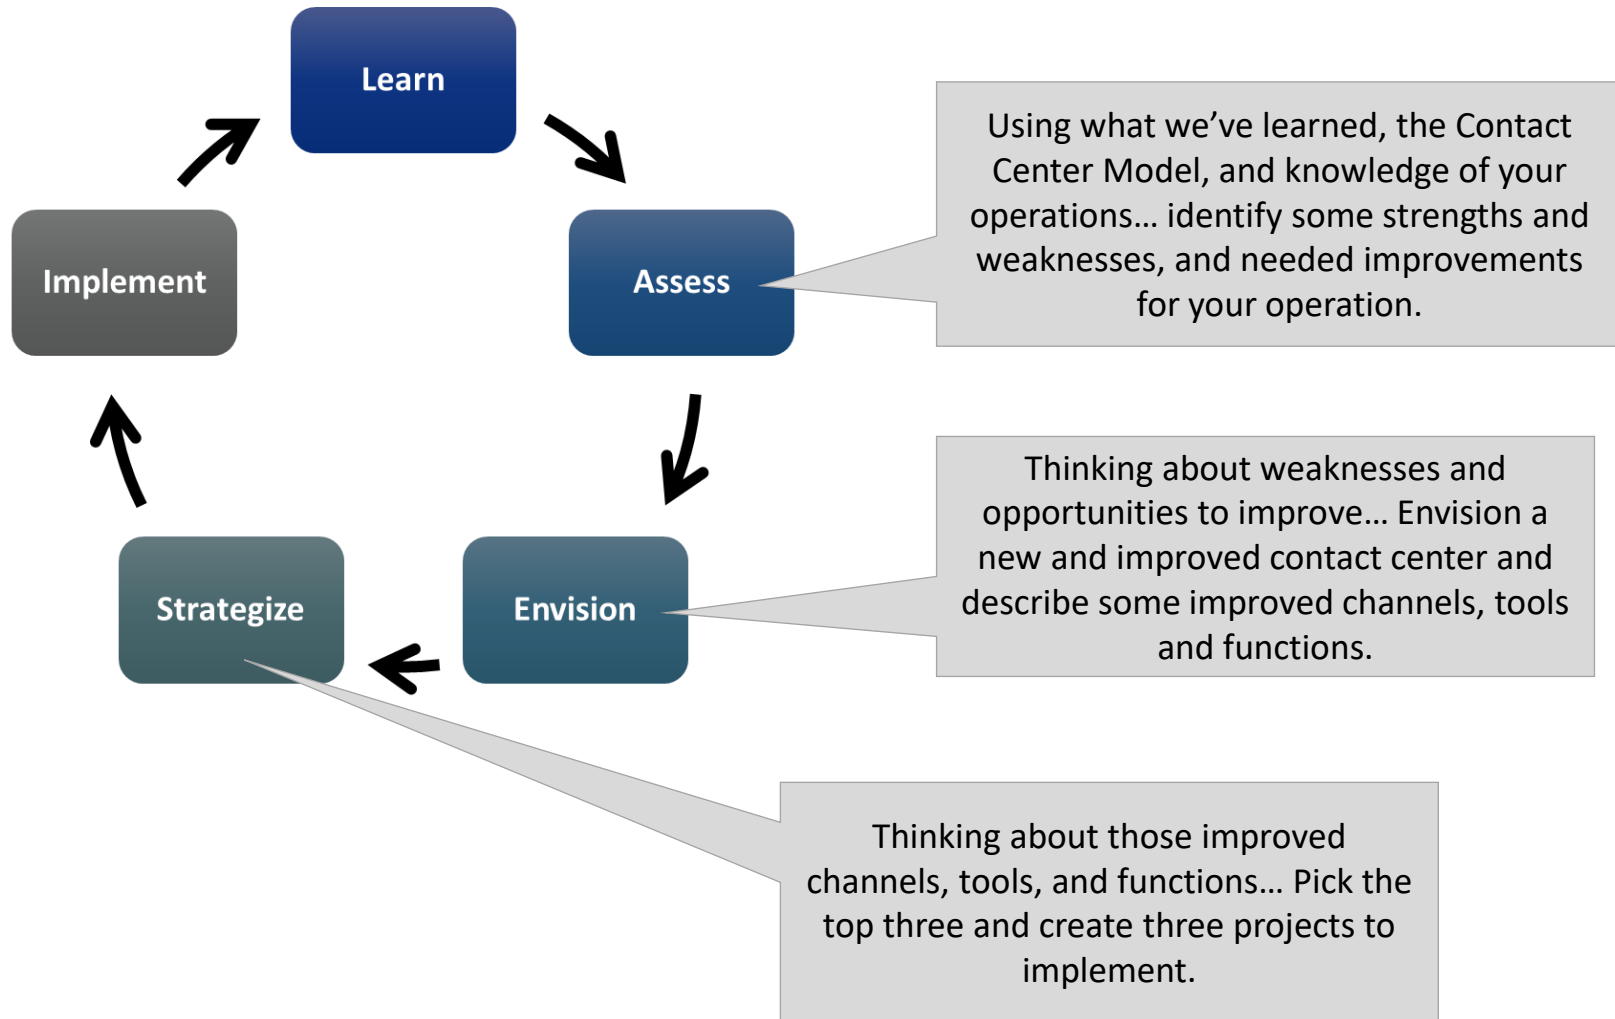 Learn
Using what we’ve learned, the Contact
Center Model, and knowledge of your
operations… identify some strengths and
weaknesses, and needed improvements
for your operation.
Implement
Assess
Thinking about weaknesses and
opportunities to improve… Envision a
new and improved contact center and
describe some improved channels, tools
and functions.
Strategize
Envision
Thinking about those improved
channels, tools, and functions… Pick the
top three and create three projects to
implement.